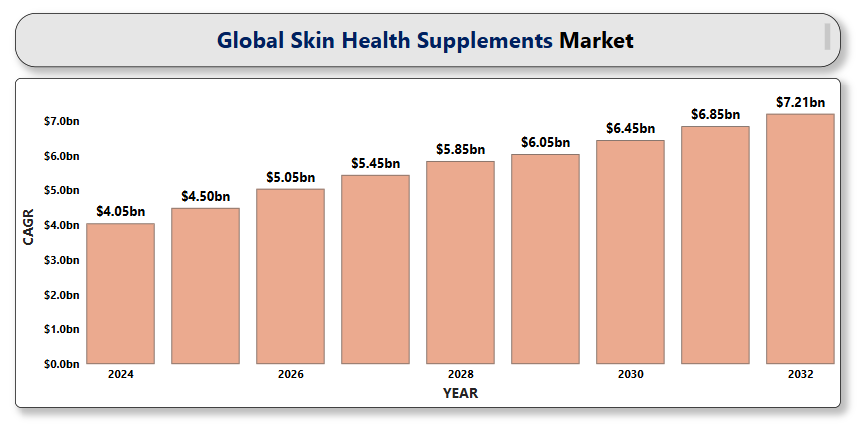 Global Skin Health Supplements Market
$7.0bn
$6.0bn
$5.0bn
$4.0bn
$3.0bn
$2.0bn
$1.0bn
$0.0bn
CAGR
$4.05bn
$4.50bn
$5.05bn
$5.45bn
$5.85bn
$6.05bn
$6.45bn
$6.85bn
$7.21bn
2024 2026 2028 2030 2032
YEAR